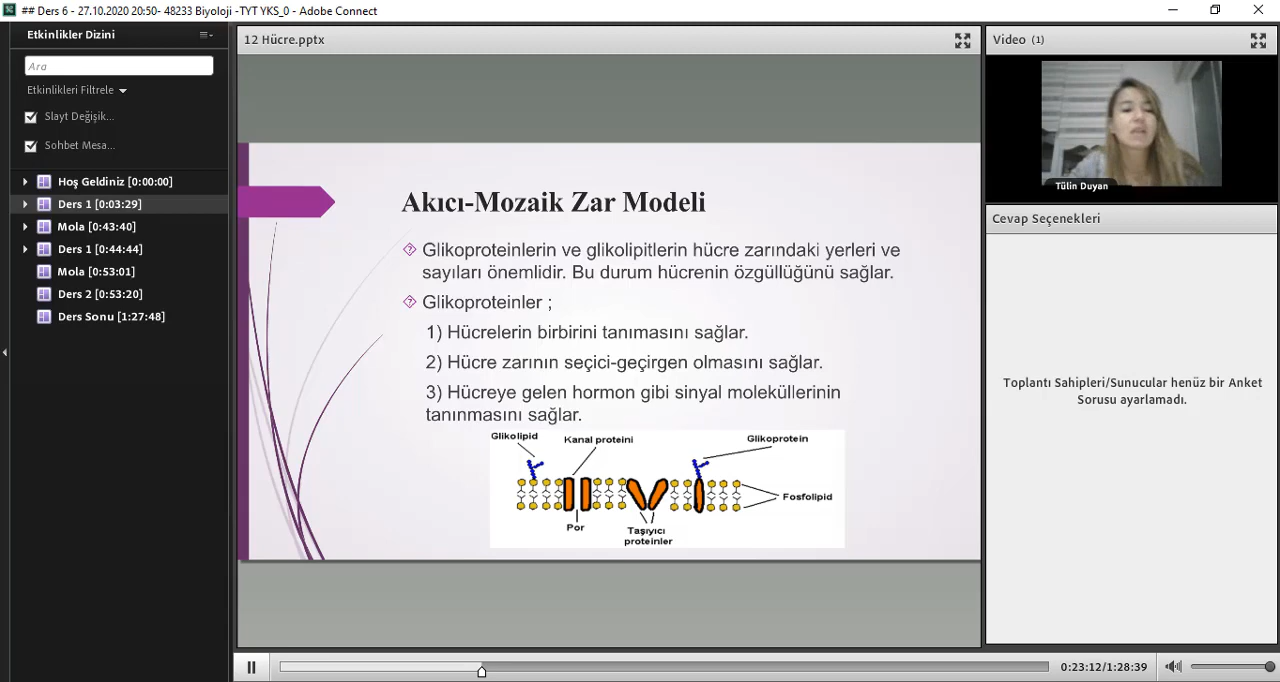 ## Ders 6 - 27.10.2020 20:50- 48233 Biyoloji -TYT YKS_0 - Adobe Connect
Etkinlikler Dizini
Ara
Etkinlikleri Filtrele
Slayt Değişik...
Sohbet Mesa...
Hoş Geldiniz [0:00:00]
Ders 1 [0:03:29]
Mola [0:43:40]
Ders 1 [0:44:44]
Mola [0:53:01]
Ders 2 [0:53:20]
Ders Sonu [1:27:48]
12 Hücre.pptx
Akıcı-Mozaik Zar Modeli
Glikoproteinlerin ve glikolipitlerin hücre zarındaki yerleri ve
sayıları önemlidir. Bu durum hücrenin özgüllüğünü sağlar.
Glikoproteinler ;
1) Hücrelerin birbirini tanımasını sağlar.
2) Hücre zarının seçici-geçirgen olmasını sağlar.
3) Hücreye gelen hormon gibi sinyal moleküllerinin
tanınmasını sağlar.
Glikolipid
Kanal proteini
Glikoprotein
Fosfolipid
Por
Taşıyıcı
proteinler
Video (1)
Tülin Duyan
Cevap Seçenekleri
Toplantı Sahipleri/Sunucular henüz bir Anket
Sorusu ayarlamadı.
0:23:12/1:28:39